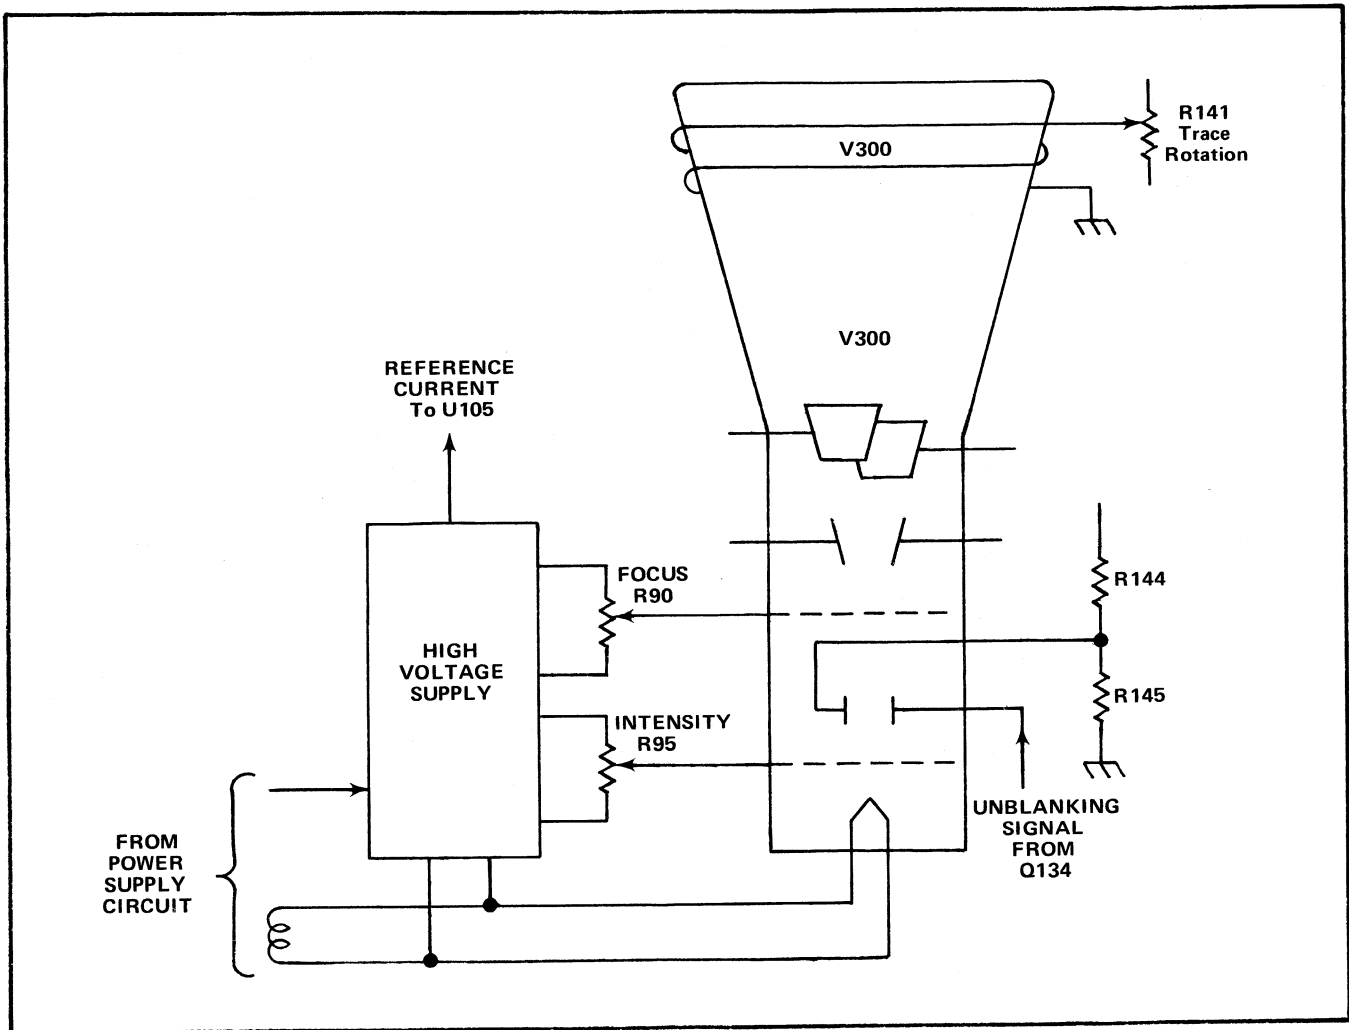 R141
Trace
Rotation
V300
V300
REFERENCE
CURRENT
To U105
FOCUS
R90
R144
HIGH
VOLTAGE
SUPPLY
R145
INTENSITY
R95
UNBLANKING
SIGNAL
FROM
Q134
FROM
POWER
SUPPLY
CIRCUIT